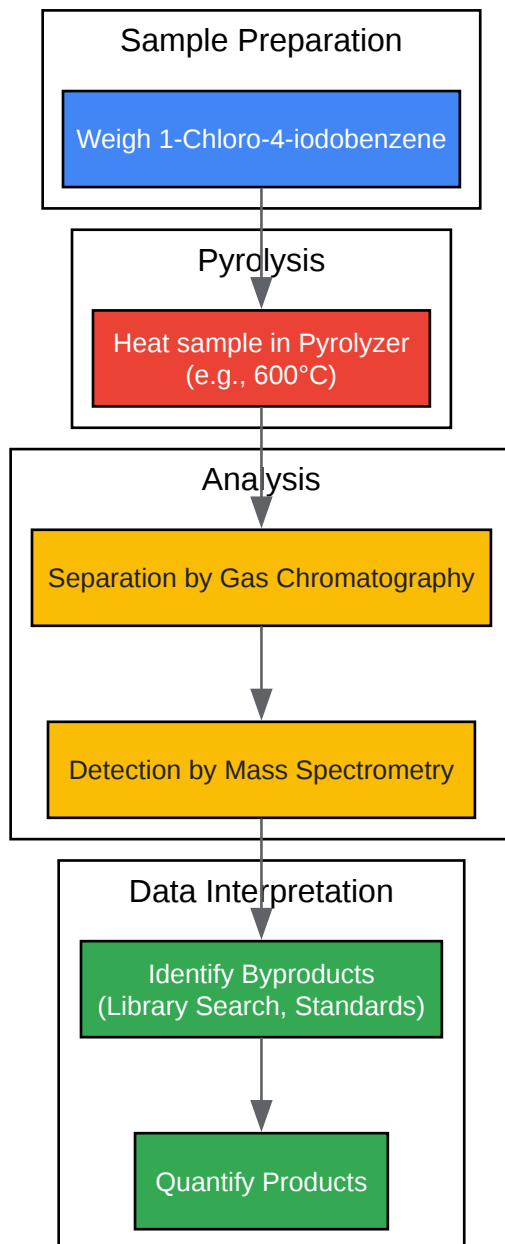 Sample Preparation
Weigh 1-Chloro-4-iodobenzene
Pyrolysis
Heat sample in Pyrolyzer
(e.g., 600°C)
Analysis
Separation by Gas Chromatography
Detection by Mass Spectrometry
Data Interpretation
Identify Byproducts
(Library Search, Standards)
Quantify Products